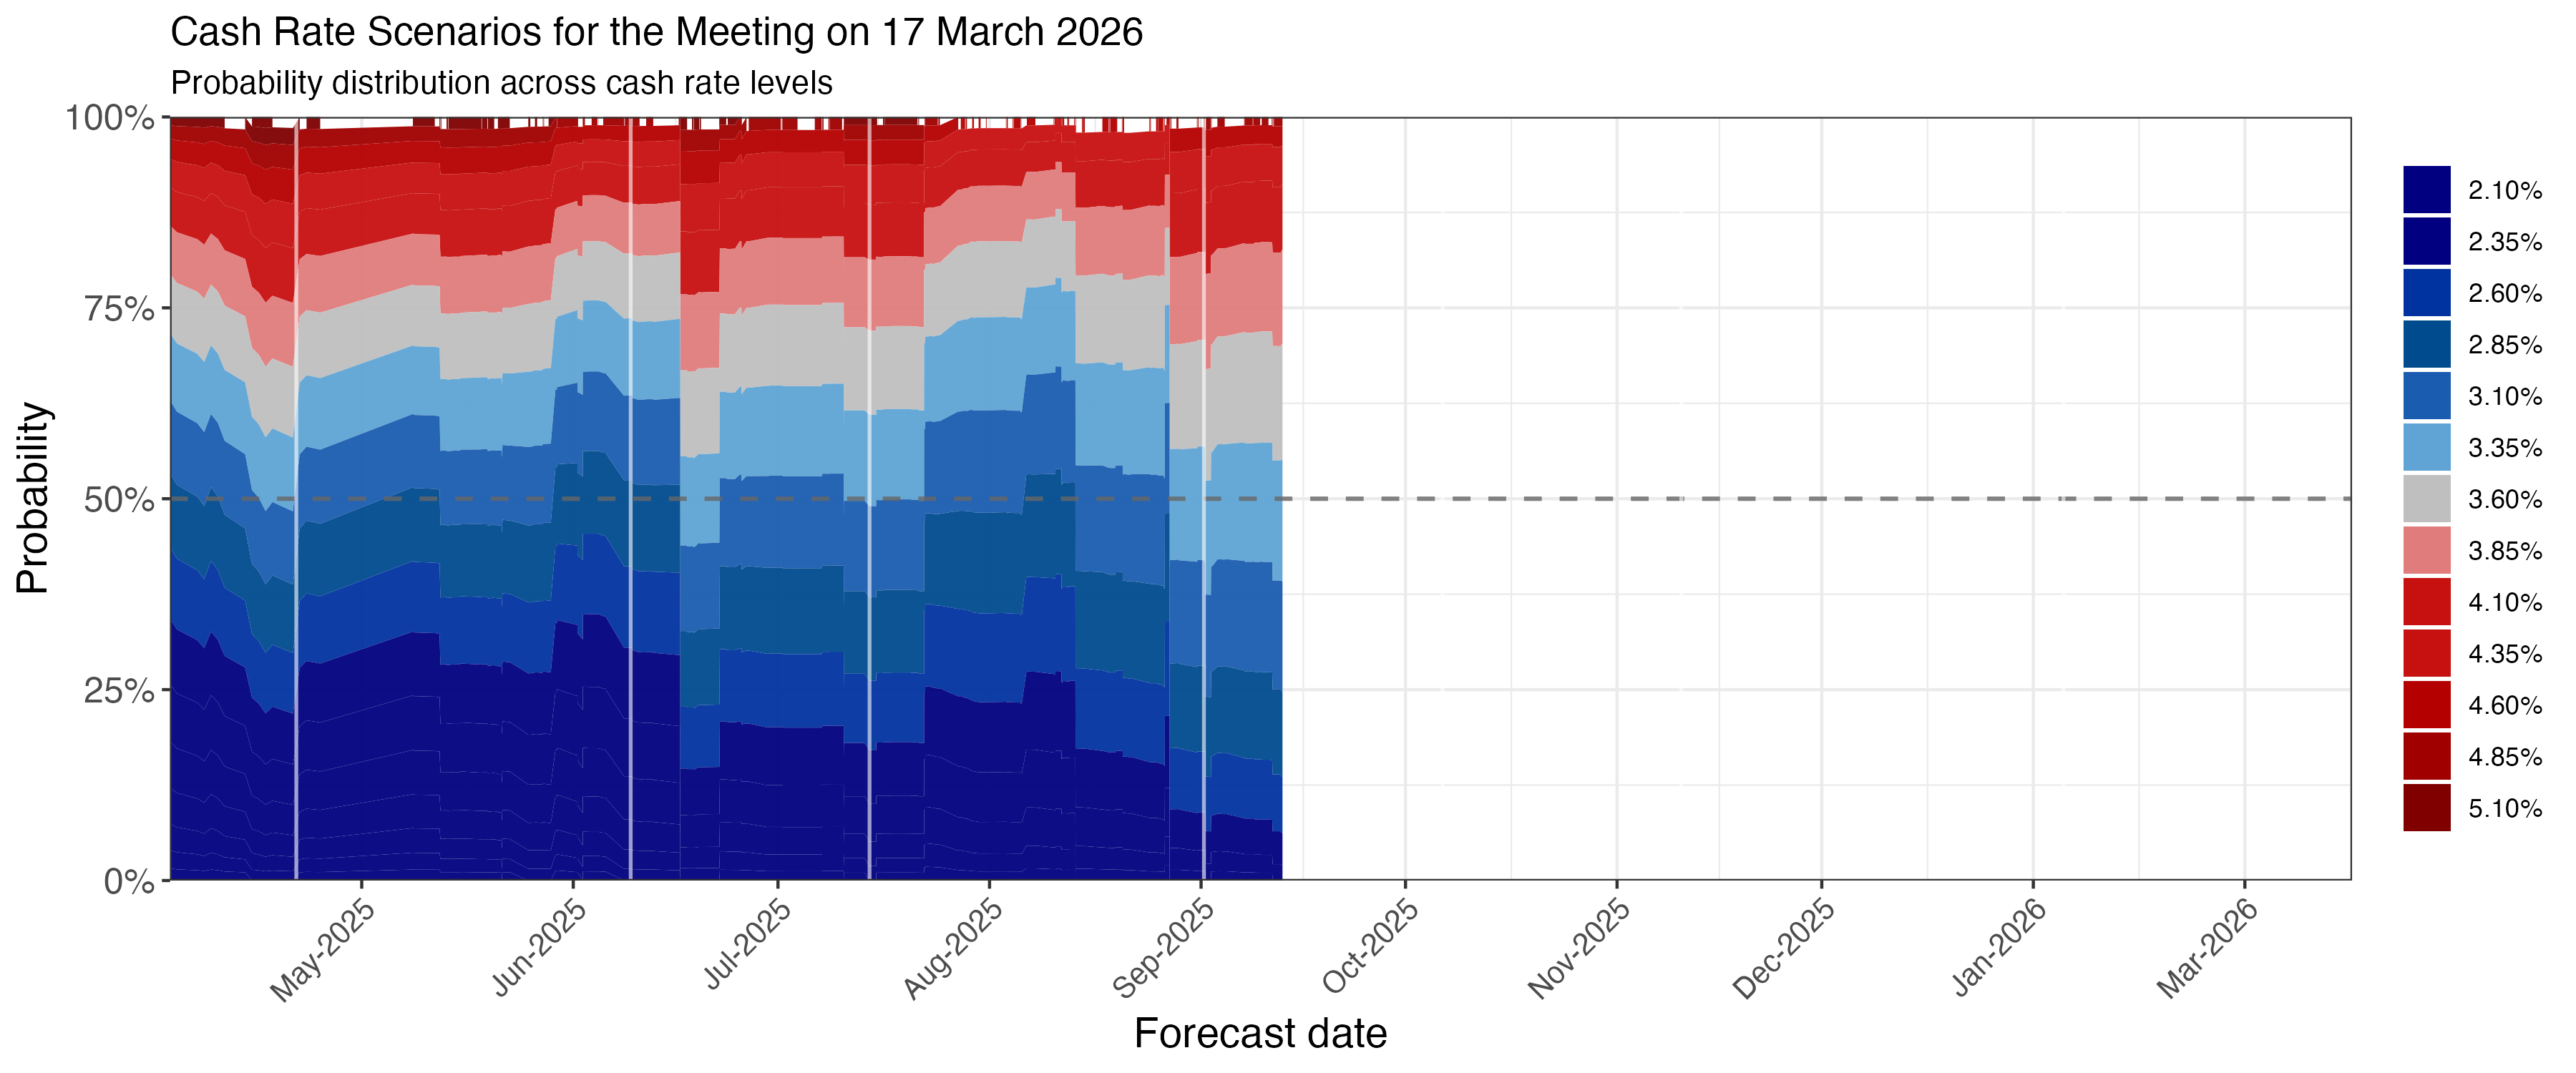 Cash Rate Scenarios for the Meeting on 17 March 2026
Probability distribution across cash rate levels
Probability
100%
75%
50%
25%
0%
May-2025
Jun-2025
Jul-2025
Aug-2025
Sep-2025
Oct-2025
Nov-2025
Dec-2025
Jan-2026
Mar-2026
Forecast date
2.10%
2.35%
2.60%
2.85%
3.10%
3.35%
3.60%
3.85%
4.10%
4.35%
4.60%
4.85%
5.10%